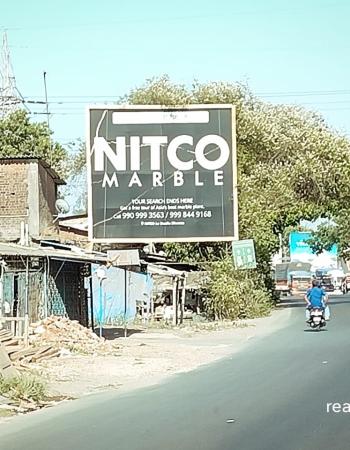 NITCO
MARBLE
YOUR SEARCH ENDS HERE
Get a free tour of Asia's best marble plant.
Call 990 999 3563 / 999 844 9168
rea